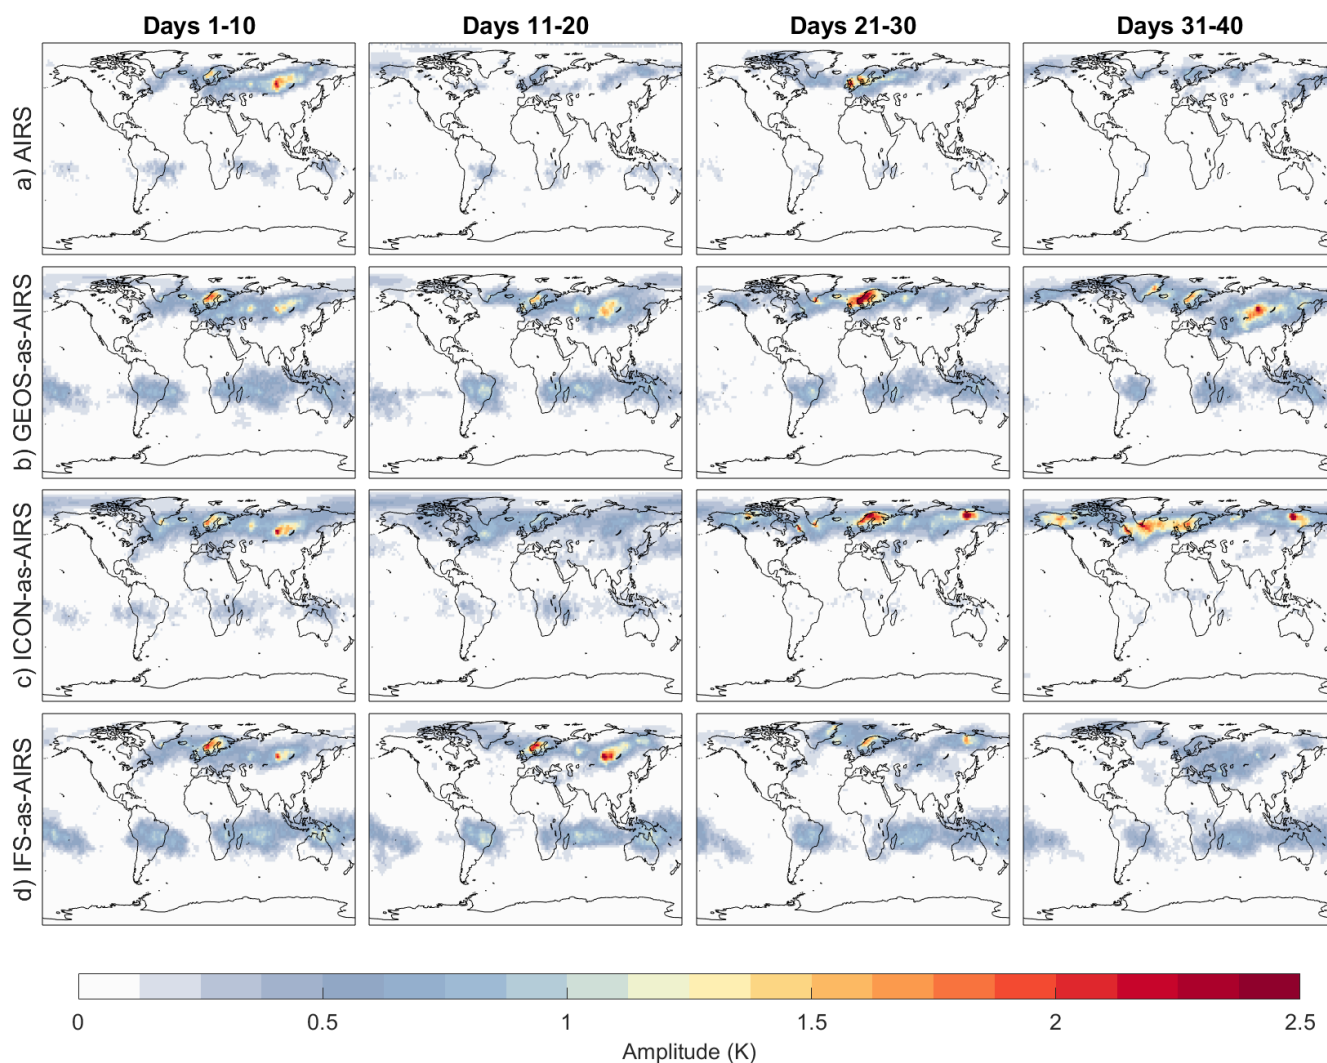 Days 1-10
Days 11-20
Days 21-30
Days 31-40
a) AIRS
b) GEOS-as-AIRS
c) ICON-as-AIRS
d) IFS-as-AIRS
0 0.5 1 1.5 2 2.5
Amplitude (K)